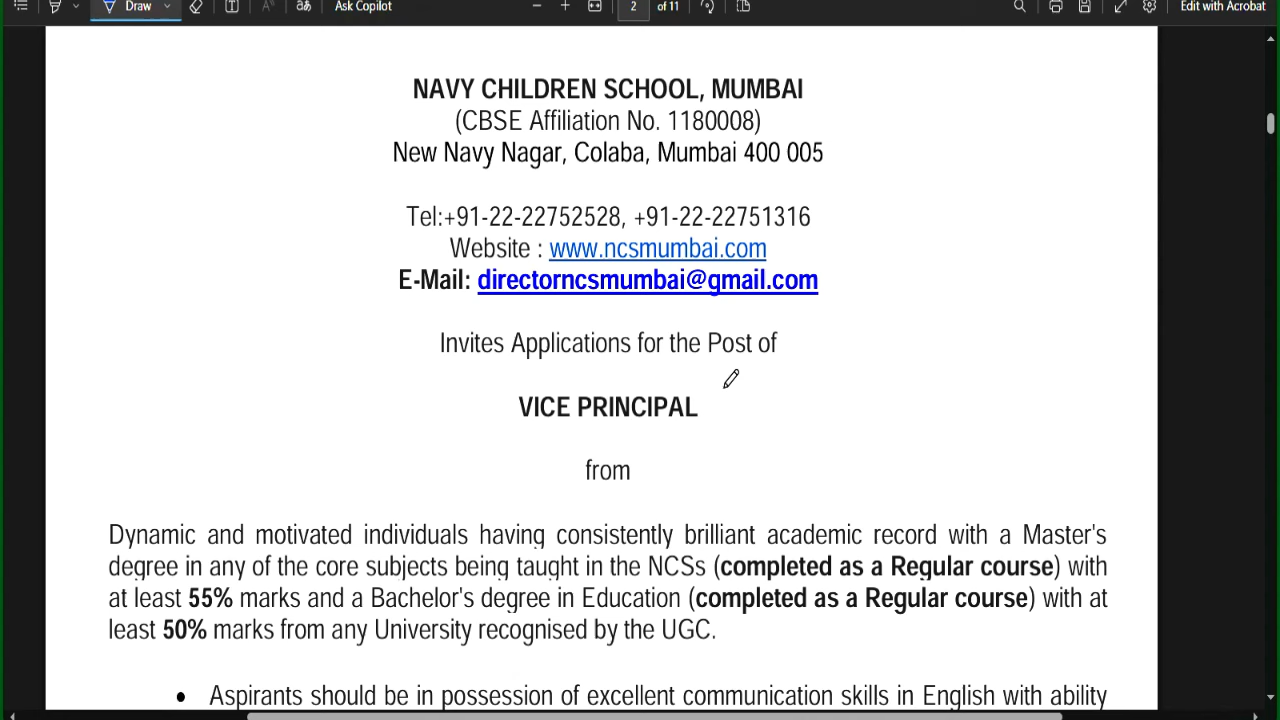 Draw
Ask Copilot
2 of 11
Edit with Acrobat
NAVY CHILDREN SCHOOL, MUMBAI
(CBSE Affiliation No. 1180008)
New Navy Nagar, Colaba, Mumbai 400 005
Tel:+91-22-22752528, +91-22-22751316
Website : www.ncsmumbai.com
E-Mail: directorncsmumbai@gmail.com
Invites Applications for the Post of
VICE PRINCIPAL
from
Dynamic and motivated individuals having consistently brilliant academic record with a Master's
degree in any of the core subjects being taught in the NCSs (completed as a Regular course) with
at least 55% marks and a Bachelor's degree in Education (completed as a Regular course) with at
least 50% marks from any University recognised by the UGC.
• Aspirants should be in possession of excellent communication skills in English with ability